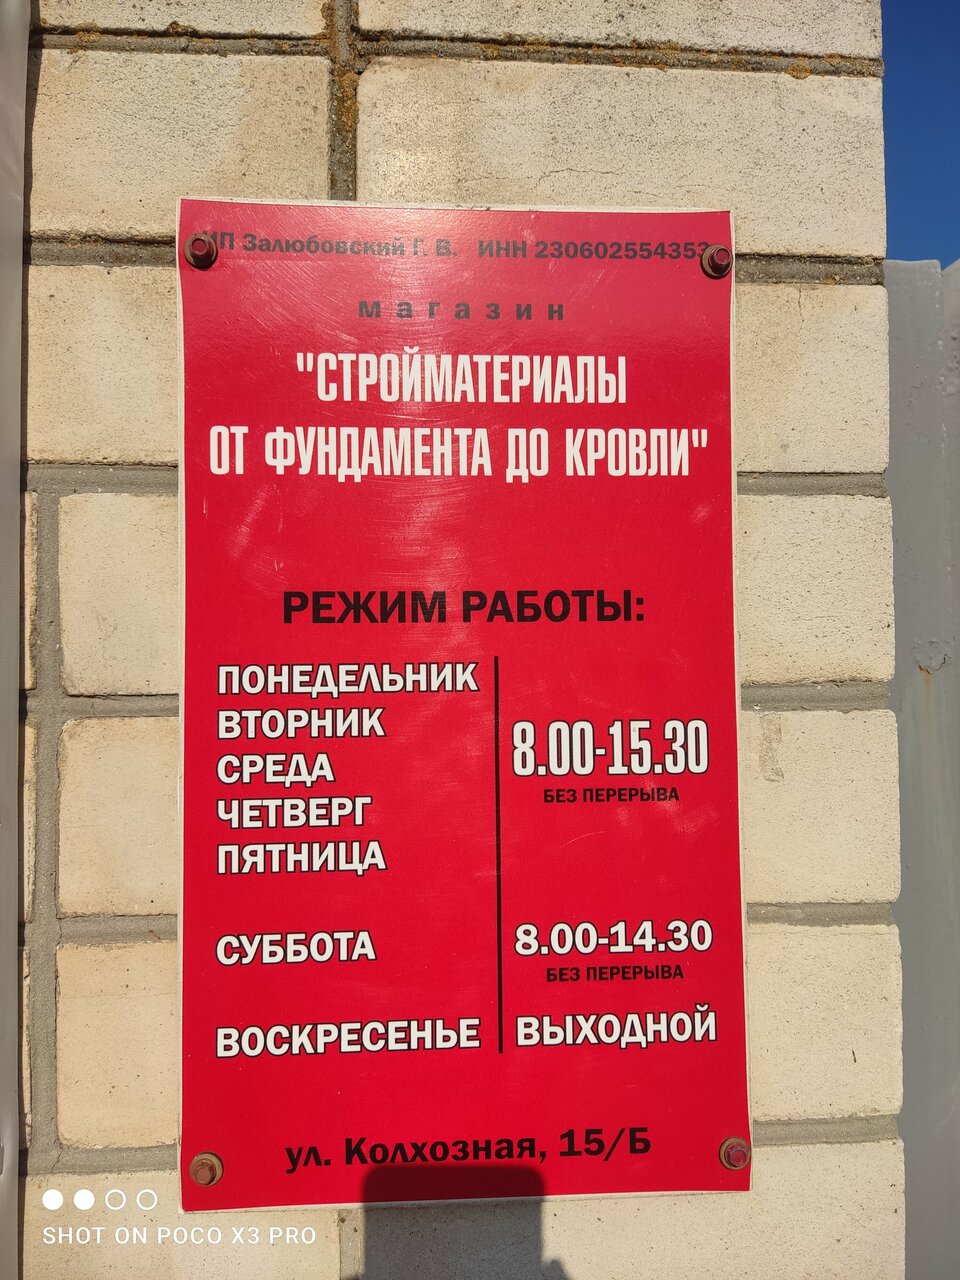 ИП Залюбовский Г. В. ИНН 230602554353
магазин
"СТРОЙМАТЕРИАЛЫ
ОТ ФУНДАМЕНТА ДО КРОВЛИ"
РЕЖИМ РАБОТЫ:
ПОНЕДЕЛЬНИК
ВТОРНИК
СРЕДА
ЧЕТВЕРГ
ПЯТНИЦА
8.00-15.30
БЕЗ ПЕРЕРЫВА
СУББОТА
8.00-14.30
БЕЗ ПЕРЕРЫВА
ВОСКРЕСЕНЬЕ ВЫХОДНОЙ
ул. Колхозная, 15/Б
SHOT ON POCO X3 PRO